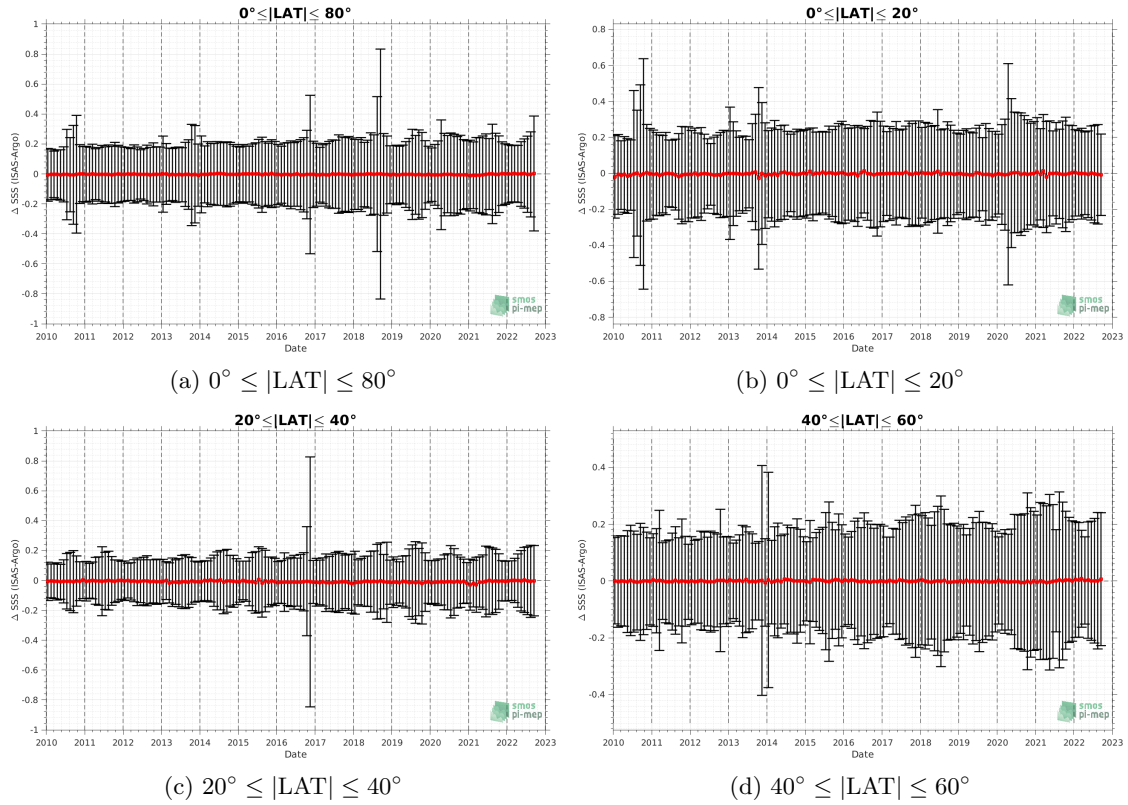 0°≤|LAT|≤ 80°
1
0.8
0.6
0.4
0.2
0
-0.2
-0.4
-0.6
-0.8
-1
Δ SSS (ISAS-Argo)
2010 2011 2012 2013 2014 2015 2016 2017 2018 2019 2020 2021 2022 2023
Date
smos
pi-mep
(a) 0° ≤ |LAT| ≤ 80°
0°≤|LAT|≤ 20°
0.8
0.6
0.4
0.2
0
-0.2
-0.4
-0.6
-0.8
Δ SSS (ISAS-Argo)
2010 2011 2012 2013 2014 2015 2016 2017 2018 2019 2020 2021 2022 2023
Date
smos
pi-mep
(b) 0° ≤ |LAT| ≤ 20°
20°≤|LAT|≤ 40°
1
0.8
0.6
0.4
0.2
0
-0.2
-0.4
-0.6
-0.8
-1
Δ SSS (ISAS-Argo)
2010 2011 2012 2013 2014 2015 2016 2017 2018 2019 2020 2021 2022 2023
Date
smos
pi-mep
(c) 20° ≤ |LAT| ≤ 40°
40°≤|LAT|≤ 60°
0.4
0.2
0
-0.2
-0.4
Δ SSS (ISAS-Argo)
2010 2011 2012 2013 2014 2015 2016 2017 2018 2019 2020 2021 2022 2023
Date
smos
pi-mep
(d) 40° ≤ |LAT| ≤ 60°